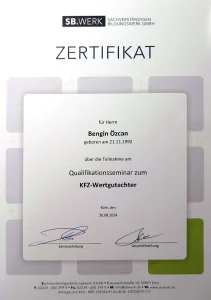 SB.WERK SACHVERSTÄNDIGEN
BILDUNGSWERK GMBH
ZERTIFIKAT
für Herrn
Bengin Özcan
geboren am 21.11.1992
über die Teilnahme am
Qualifikationsseminar zum
KFZ-Wertgutachter
Köln, den
Seminarleitung
Geschäftsleitung